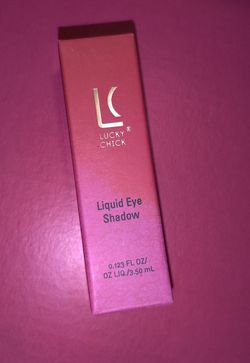 LC
LUCKY®
CHICK
Liquid Eye
Shadow
0.123 FL OZ/
OZ LIQ./3.50 mL